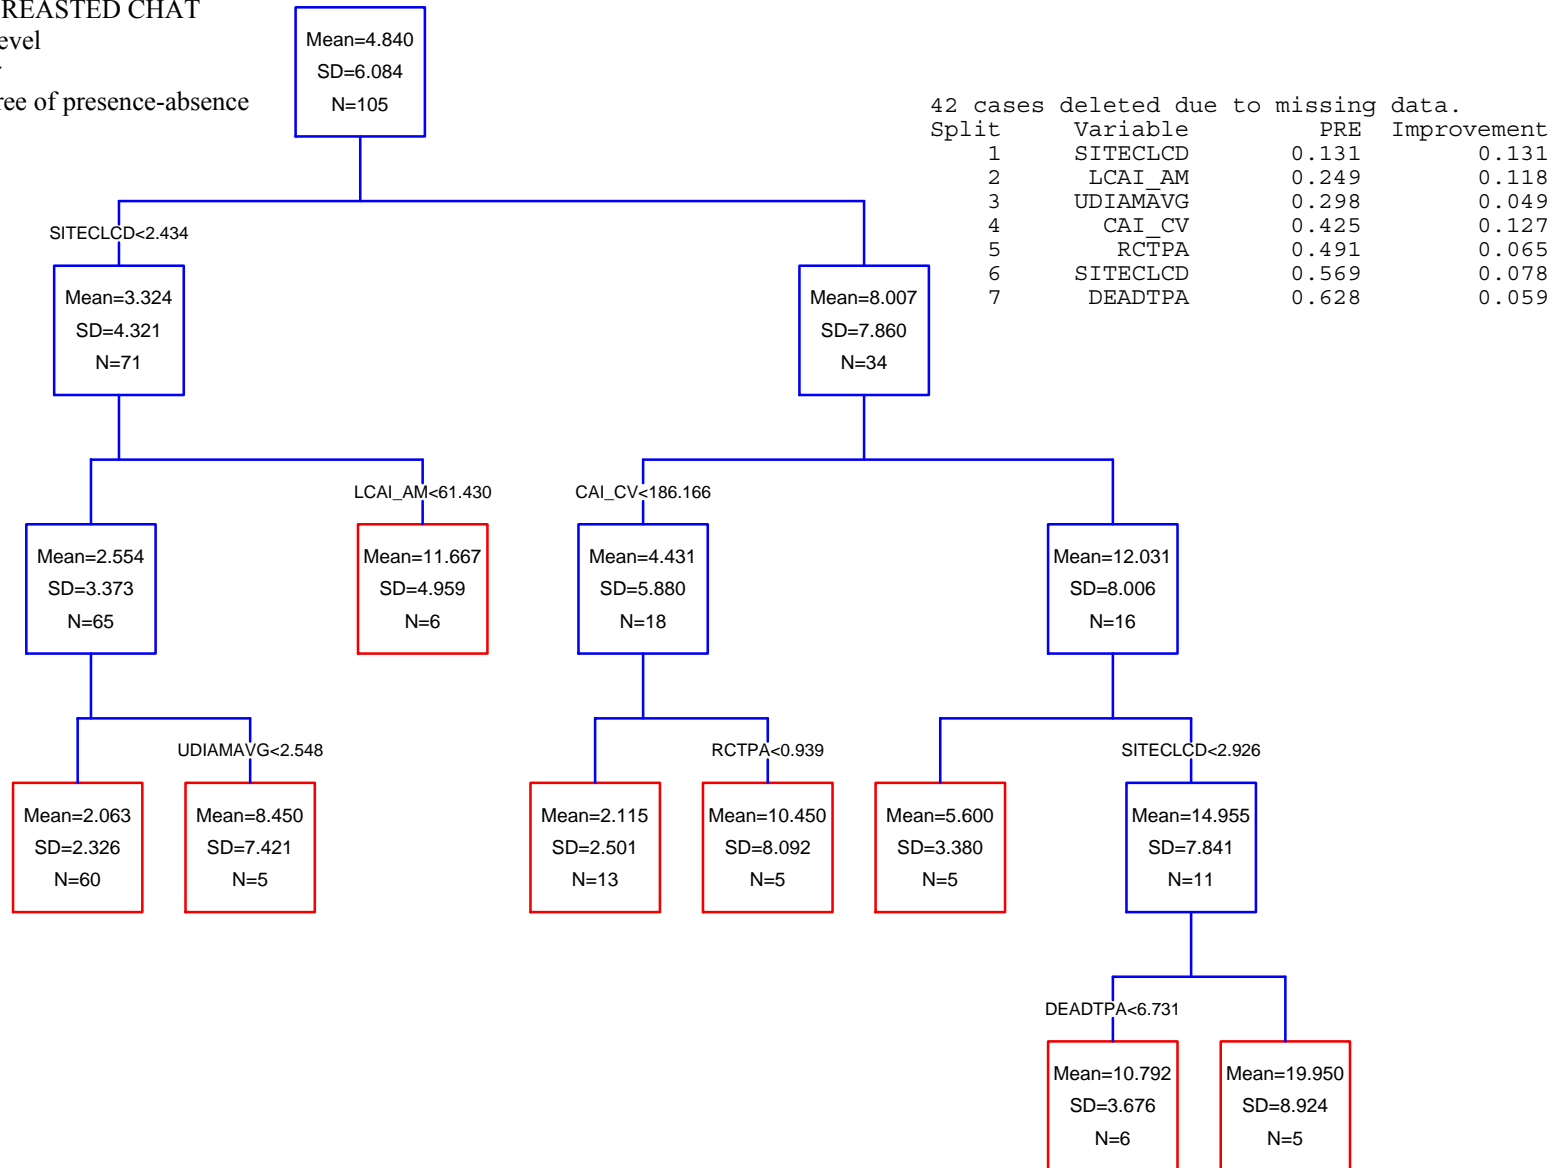 REASTED CHAT
evel
ree of presence-absence
Mean=4.840
SD=6.084
N=105
42 cases deleted due to missing data.
Split Variable PRE Improvement
1 SITECLCD 0.131 0.131
2 LCAI_AM 0.249 0.118
3 UDIAMAVG 0.298 0.049
4 CAI_CV 0.425 0.127
5 RCTPA 0.491 0.065
6 SITECLCD 0.569 0.078
7 DEADTPA 0.628 0.059
SITECLCD<2.434
Mean=3.324
SD=4.321
N=71
Mean=8.007
SD=7.860
N=34
LCAI_AM<61.430
CAI_CV<186.166
Mean=2.554
SD=3.373
N=65
Mean=11.667
SD=4.959
N=6
Mean=4.431
SD=5.880
N=18
Mean=12.031
SD=8.006
N=16
UDIAMAVG<2.548
RCTPA<0.939
SITECLCD<2.926
Mean=2.063
SD=2.326
N=60
Mean=8.450
SD=7.421
N=5
Mean=2.115
SD=2.501
N=13
Mean=10.450
SD=8.092
N=5
Mean=5.600
SD=3.380
N=5
Mean=14.955
SD=7.841
N=11
DEADTPA<6.731
Mean=10.792
SD=3.676
N=6
Mean=19.950
SD=8.924
N=5